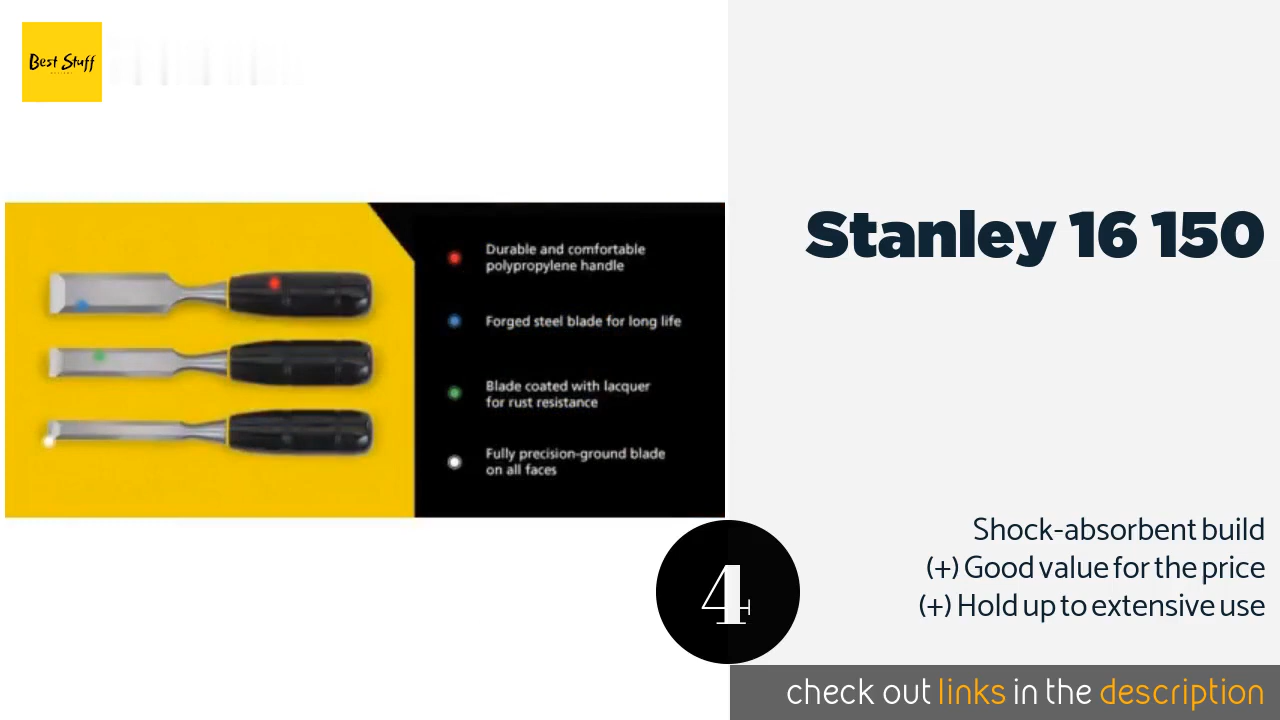 Best Stuff
Stanley 16 150
Durable and comfortable
polypropylene handle
Forged steel blade for long life
Blade coated with lacquer
for rust resistance
Fully precision-ground blade
on all faces
4
Shock-absorbent build
(+) Good value for the price
(+) Hold up to extensive use
check out links in the description